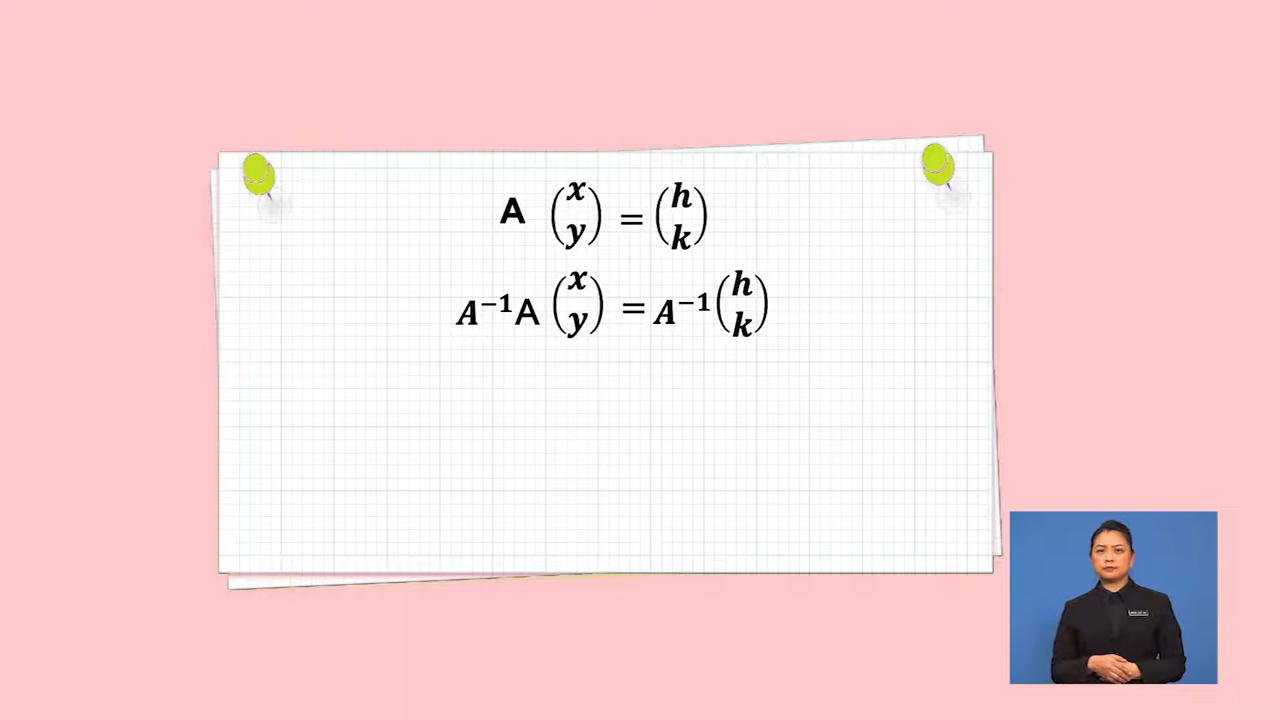 A (x y) = (h k)
A⁻¹A (x y) = A⁻¹(h k)